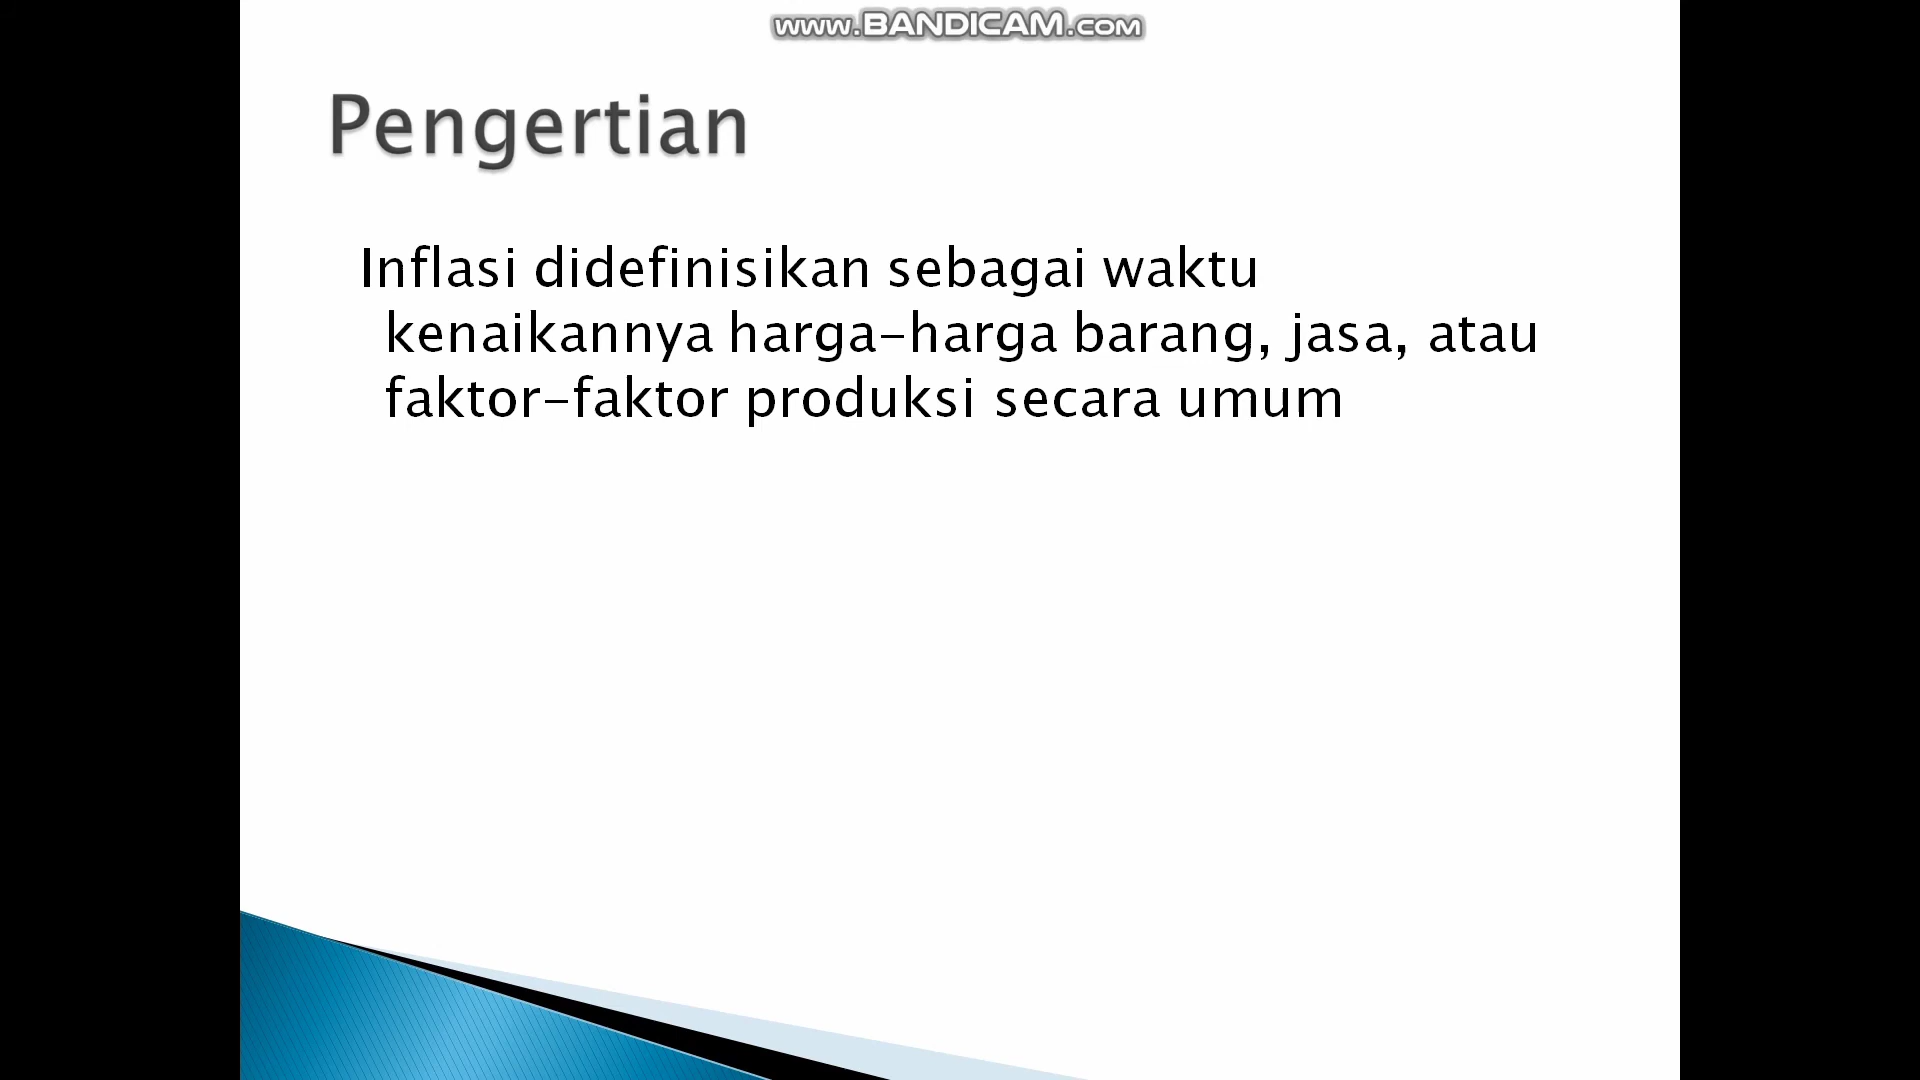 www.BANDICAM.com
Pengertian
Inflasi didefinisikan sebagai waktu
kenaikannya harga-harga barang, jasa, atau
faktor-faktor produksi secara umum